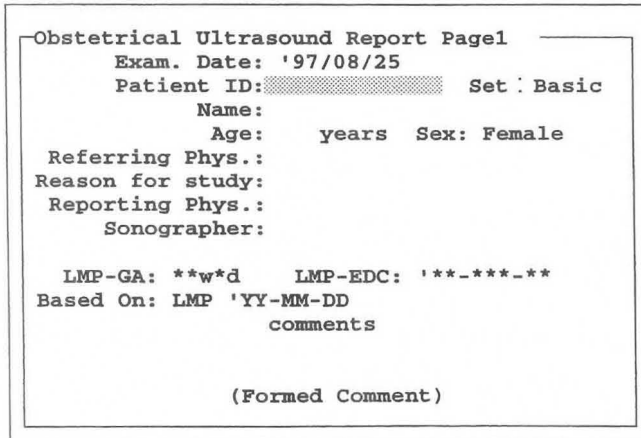 Obstetrical Ultrasound Report Page1
Exam. Date: '97/08/25
Patient ID: Set : Basic
Name:
Age: years Sex: Female
Referring Phys.:
Reason for study:
Reporting Phys.:
Sonographer:
LMP-GA: **w*d LMP-EDC: '**-***-**
Based On: LMP 'YY-MM-DD
comments
(Formed Comment)